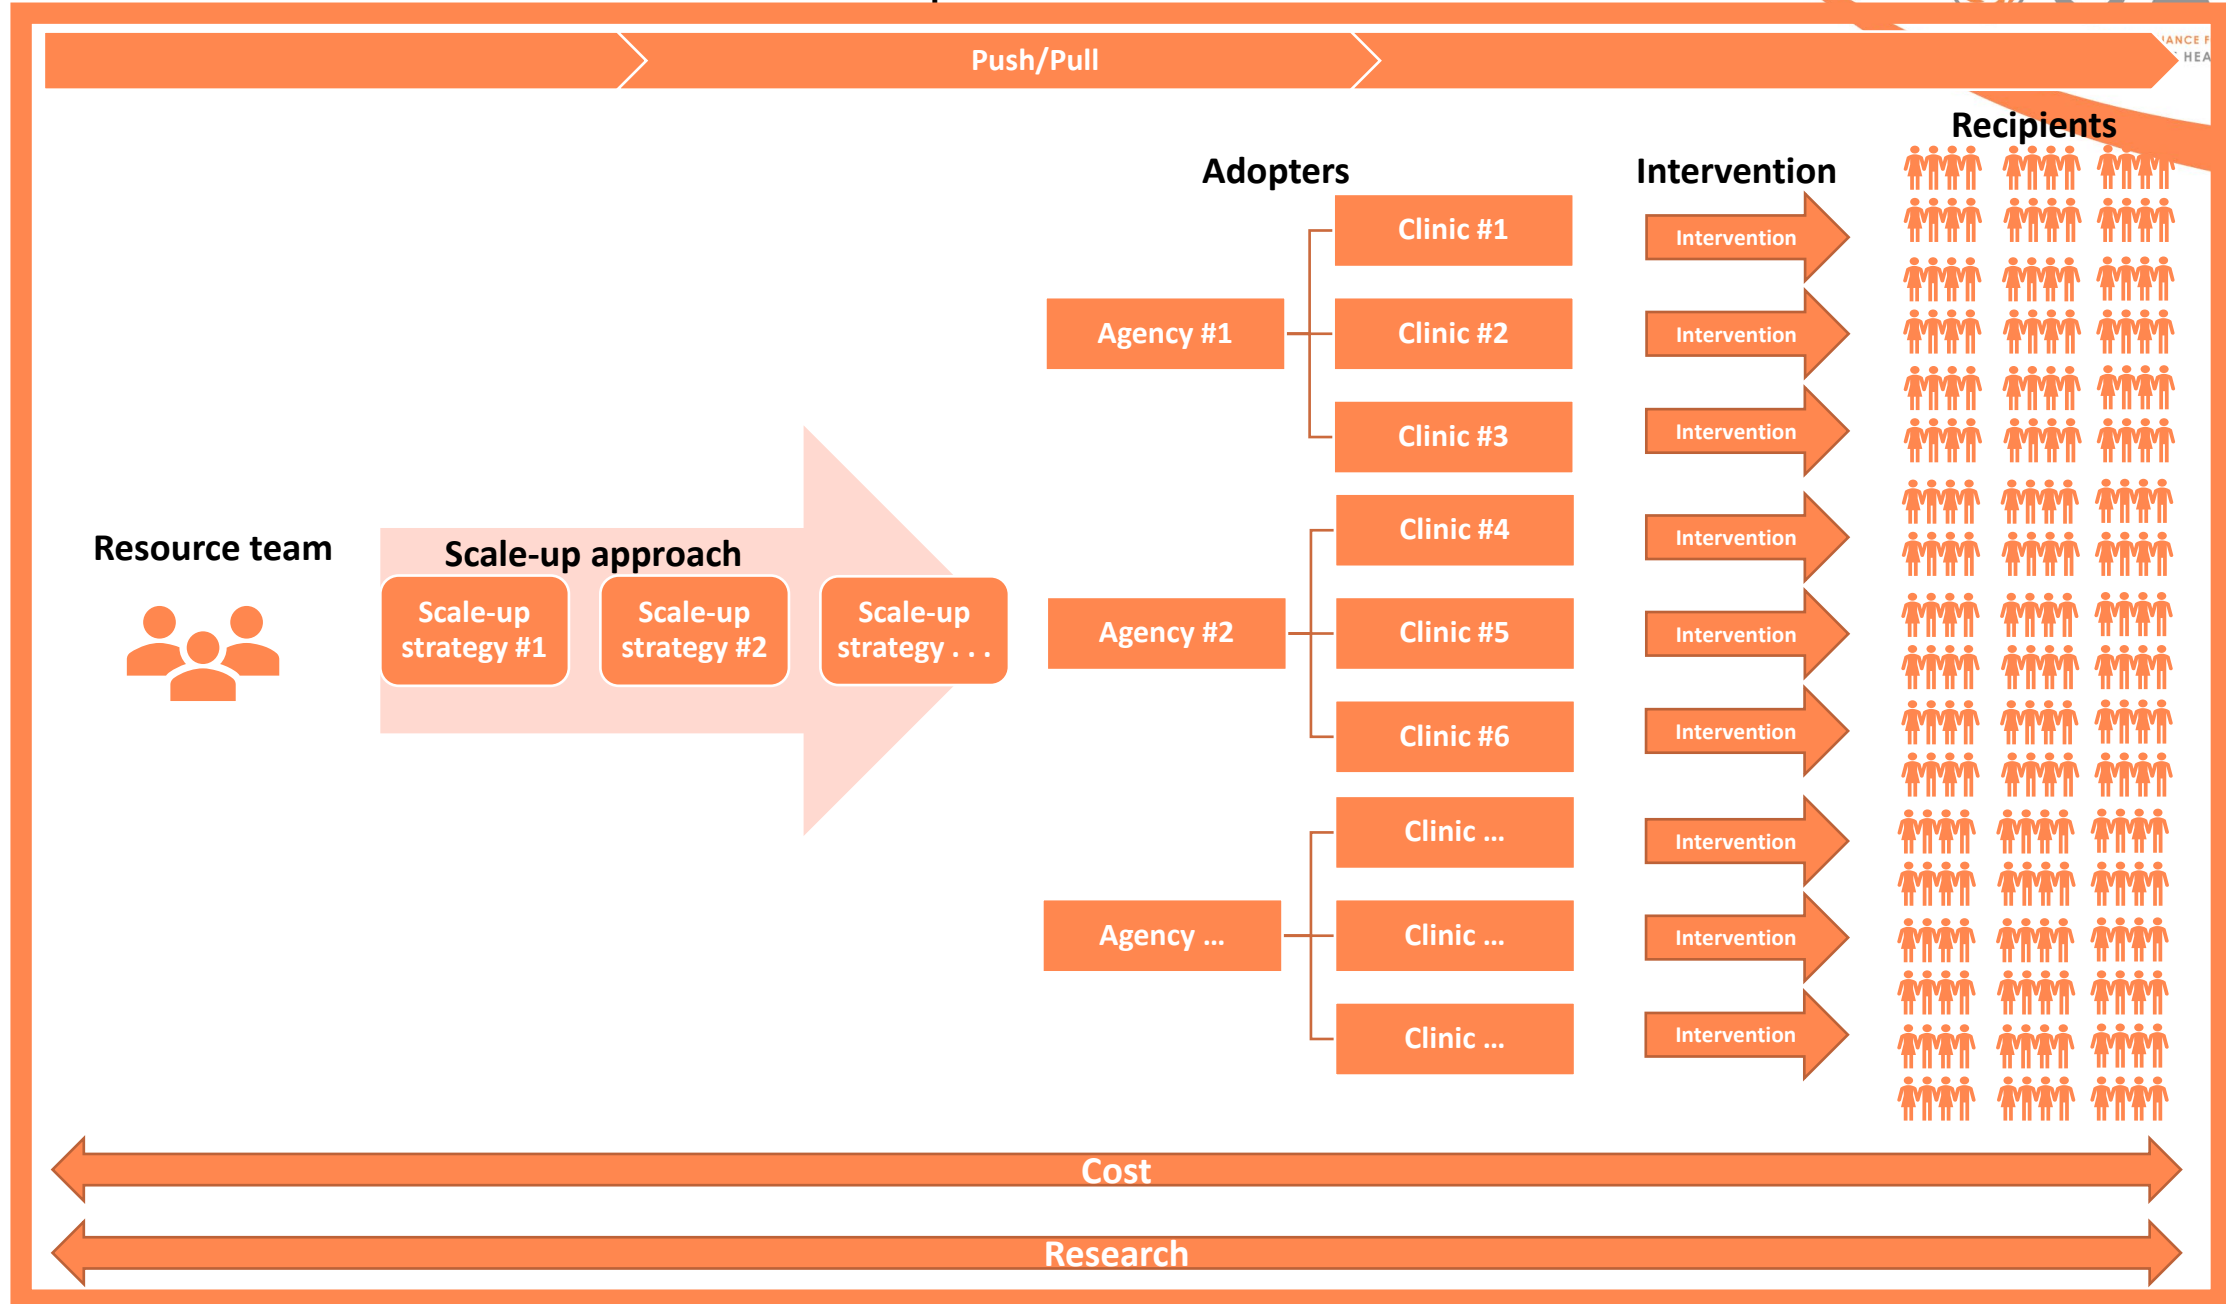 Push/Pull
Recipients
Adopters
Intervention
Clinic #1
Intervention
Agency #1
Clinic #2
Intervention
Clinic #3
Intervention
Resource team
Scale-up approach
Scale-up
strategy #1
Scale-up
strategy #2
Scale-up
strategy . . .
Clinic #4
Intervention
Agency #2
Clinic #5
Intervention
Clinic #6
Intervention
Clinic ...
Intervention
Agency ...
Clinic ...
Intervention
Clinic ...
Intervention
Cost
Research